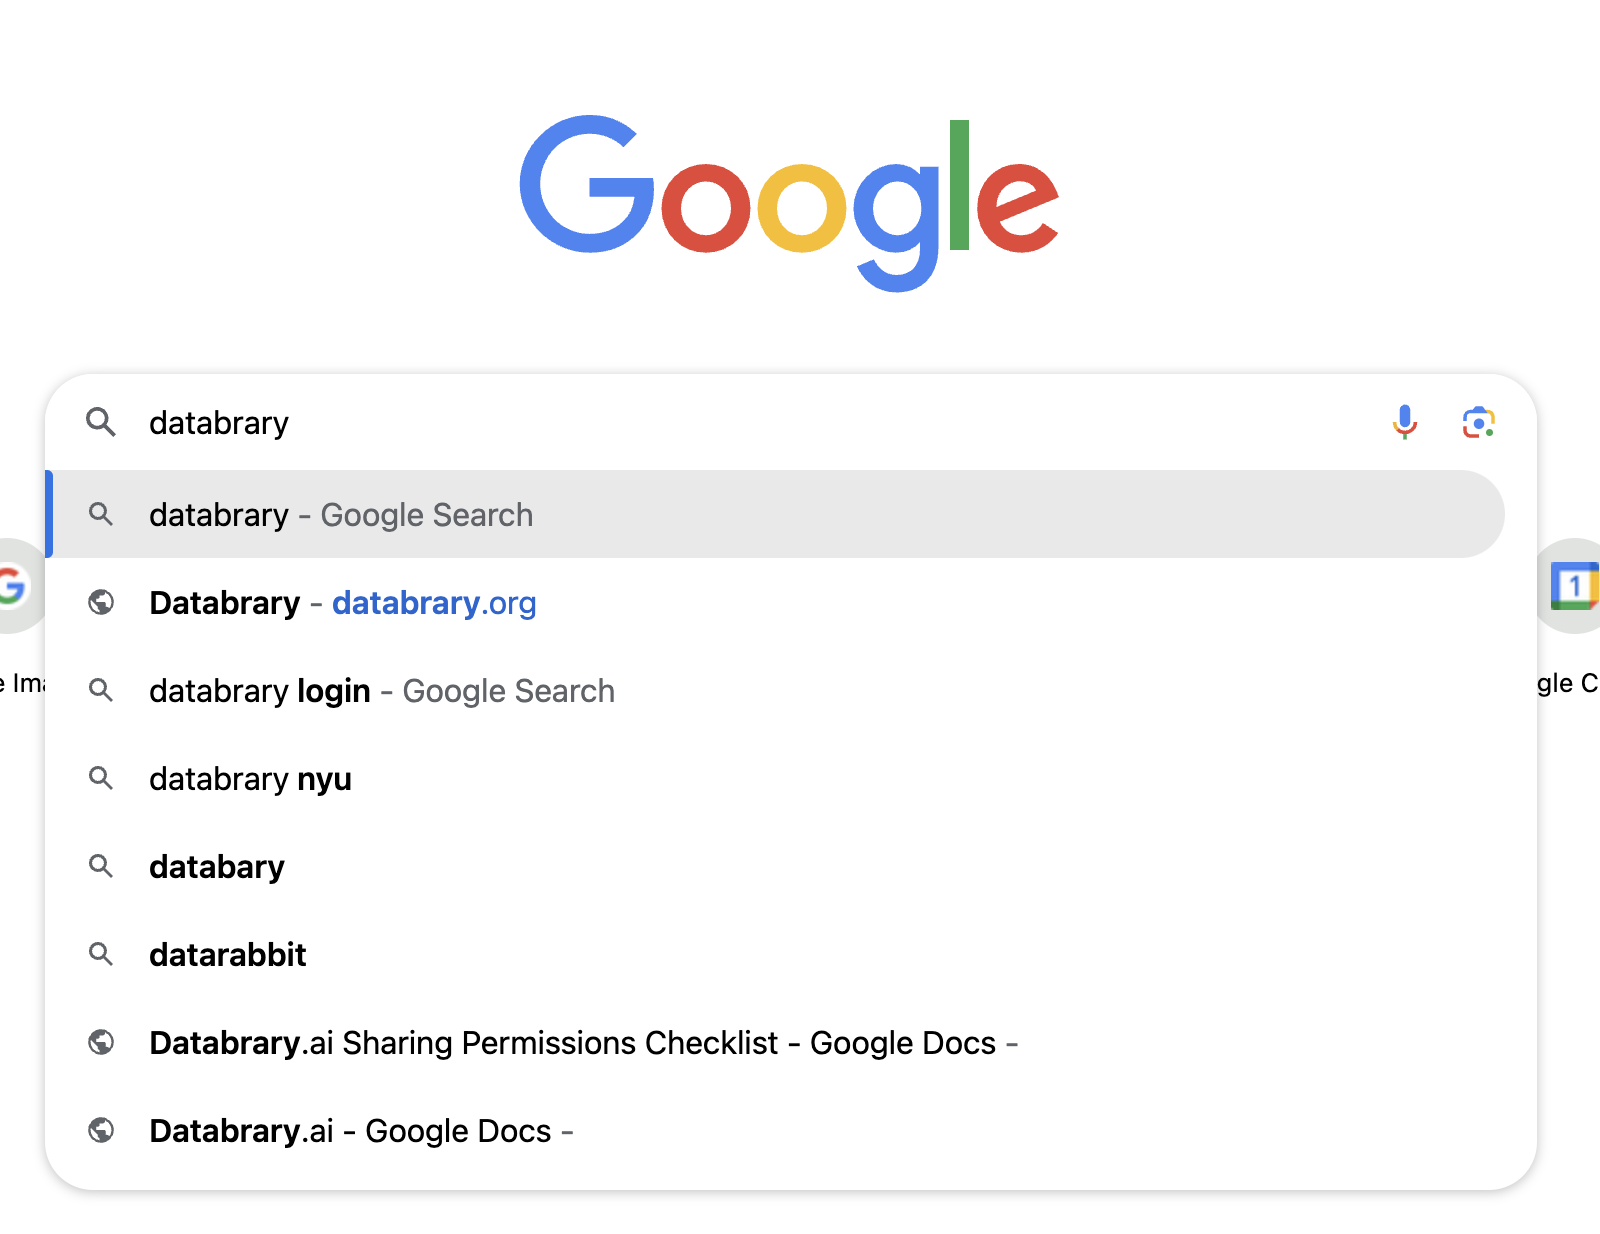 Google
databrary
databrary - Google Search
Databrary - databrary.org
databrary login - Google Search
databrary nyu
databary
datarabbit
Databrary.ai Sharing Permissions Checklist - Google Docs -
Databrary.ai - Google Docs -
G
1
e Ima
gle C